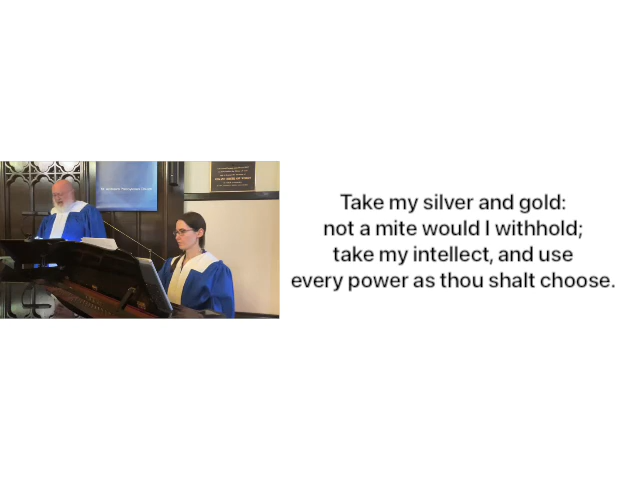 Take my silver and gold:
not a mite would I withhold;
take my intellect, and use
every power as thou shalt choose.